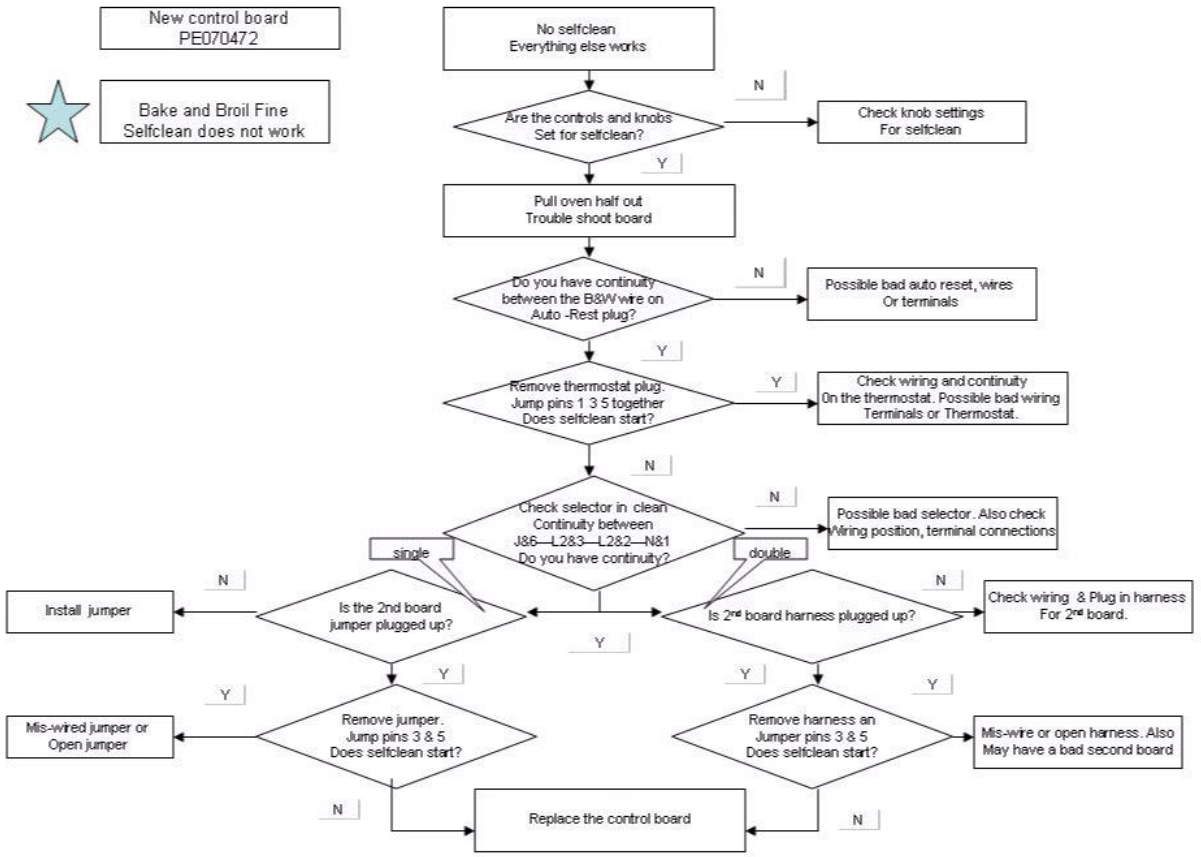 New control board
PE070472
Bake and Broil Fine
Selfclean does not work
No selfclean
Everything else works
N
Are the controls and knobs
Set for selfclean?
Check knob settings
For selfclean
Y
Pull oven half out
Trouble shoot board
N
Do you have continuity
between the B&W wire on
Auto -Rest plug?
Possible bad auto reset, wires
Or terminals
Y
Remove thermostat plug.
Jump pins 1 3 5 together
Does selfclean start?
Y
Check wiring and continuity
On the thermostat. Possible bad wiring
Terminals or Thermostat.
N
Check selector in clean
Continuity between
J&6—L2&3—L2&2—N&1
Do you have continuity?
N
Possible bad selector. Also check
Wiring position, terminal connections
single
double
N
Install jumper
Is the 2nd board
jumper plugged up?
Y
Is 2nd board harness plugged up?
N
Check wiring & Plug in harness
For 2nd board.
Y
Y
Y
Y
Mis-wired jumper or
Open jumper
Remove jumper.
Jump pins 3 & 5
Does selfclean start?
Remove harness an
Jumper pins 3 & 5
Does selfclean start?
Mis-wire or open harness. Also
May have a bad second board
N
Replace the control board
N